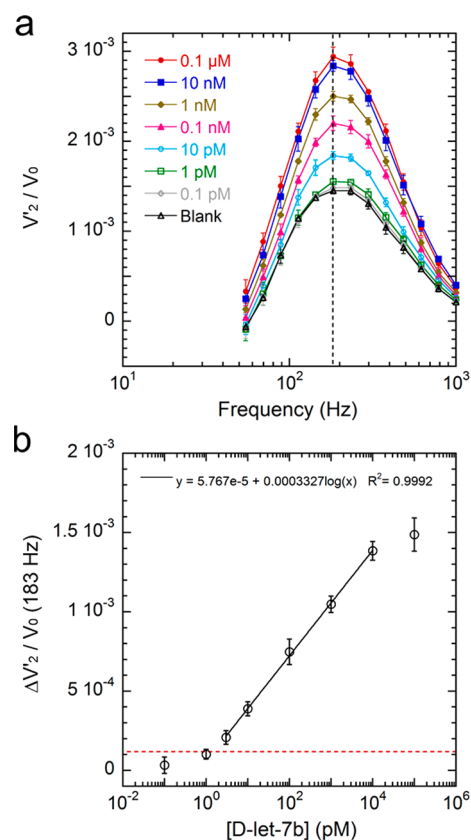 a
3 10⁻³
2 10⁻³
1 10⁻³
0
V'₂ / V₀
0.1 µM
10 nM
1 nM
0.1 nM
10 pM
1 pM
0.1 pM
Blank
10¹ 10² 10³
Frequency (Hz)
b
2 10⁻³
1.5 10⁻³
1 10⁻³
5 10⁻⁴
0
ΔV'₂ / V₀ (183 Hz)
y = 5.767e-5 + 0.0003327log(x) R²= 0.9992
10⁻² 10⁰ 10² 10⁴ 10⁶
[D-let-7b] (pM)